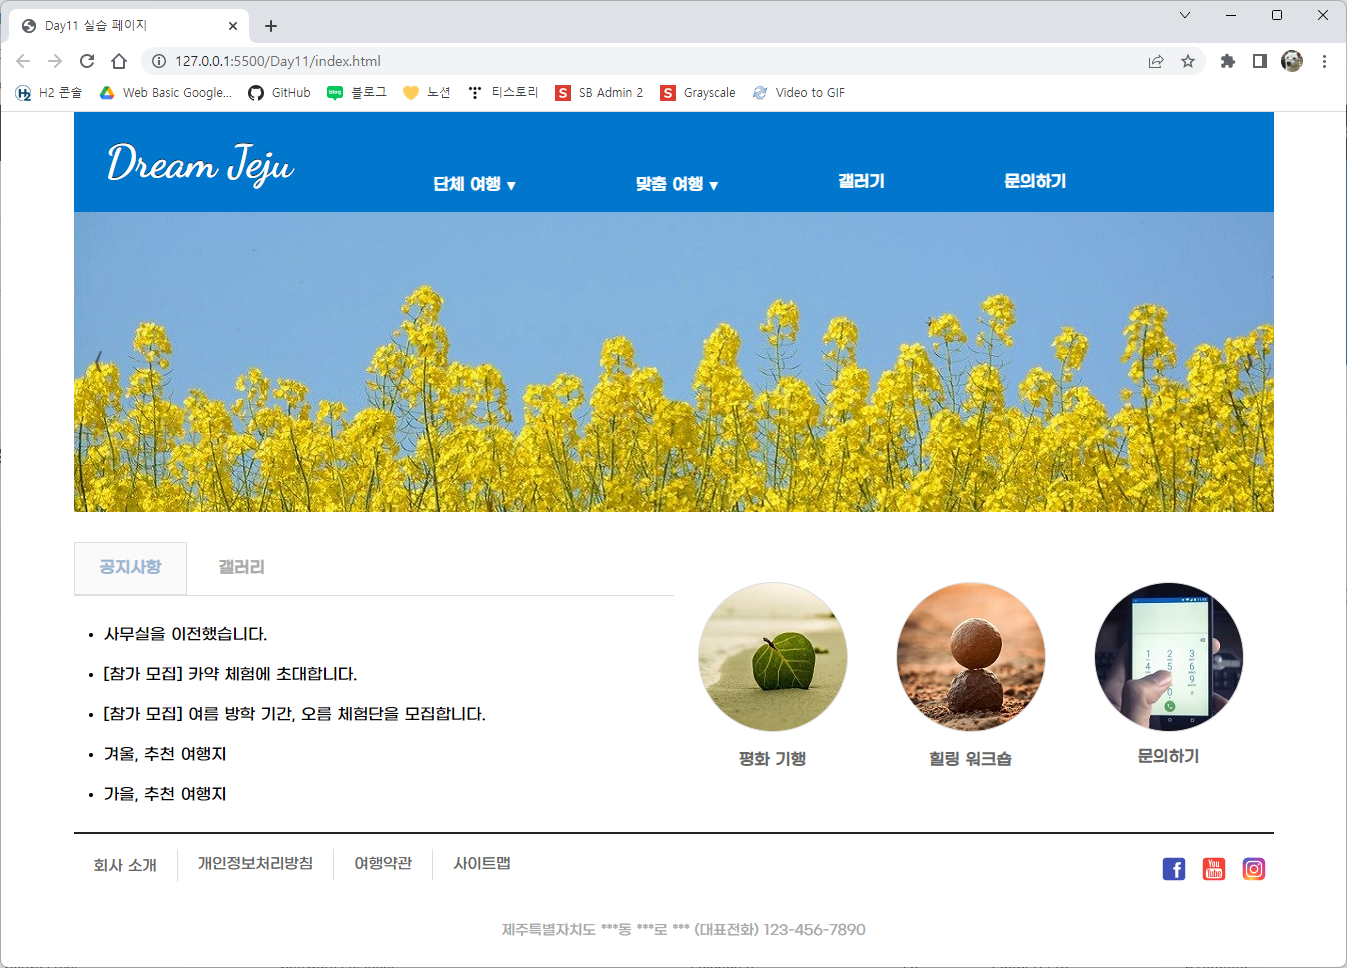 Day11 실습 페이지
127.0.0.1:5500/Day11/index.html
H2 콘솔 Web Basic Google... GitHub 블로그 노션 티스토리 SB Admin 2 Grayscale Video to GIF
Dream Jeju
단체 여행 ▼ 맞춤 여행 ▼ 갤러기 문의하기
공지사항 갤러리
• 사무실을 이전했습니다.
• [참가 모집] 카약 체험에 초대합니다.
• [참가 모집] 여름 방학 기간, 오름 체험단을 모집합니다.
•겨울, 추천 여행지
• 가을, 추천 여행지
평화 기행 힐링 워크숍 문의하기
회사 소개 개인정보처리방침 여행약관 사이트맵
You Tube
제주특별자치도 ***동 ***로 *** (대표전화) 123-456-7890